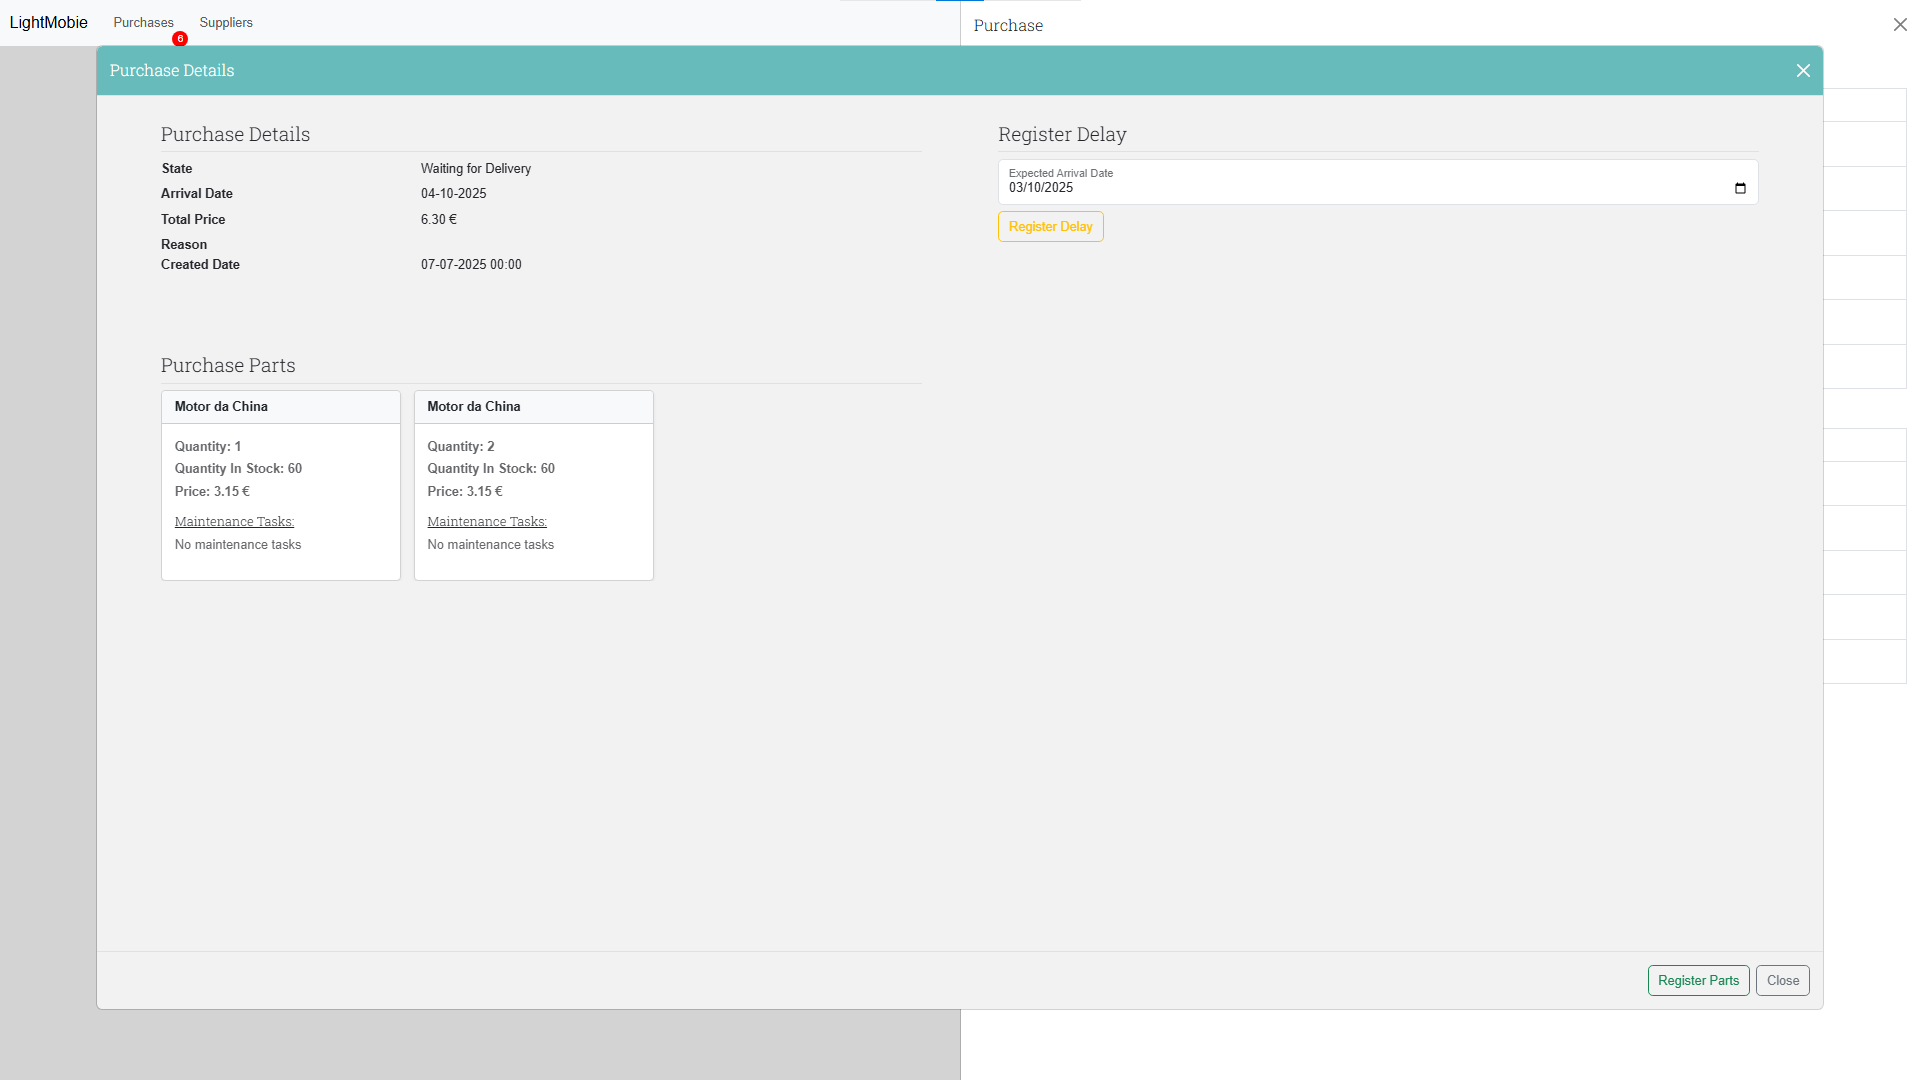 LightMobie
Purchases
6
Suppliers
Purchase
Purchase Details
Purchase Details
State Waiting for Delivery
Arrival Date 04-10-2025
Total Price 6.30 €
Reason
Created Date 07-07-2025 00:00
Register Delay
Expected Arrival Date
03/10/2025
Register Delay
Purchase Parts
Motor da China
Quantity: 1
Quantity In Stock: 60
Price: 3.15 €
Maintenance Tasks:
No maintenance tasks
Motor da China
Quantity: 2
Quantity In Stock: 60
Price: 3.15 €
Maintenance Tasks:
No maintenance tasks
Register Parts
Close